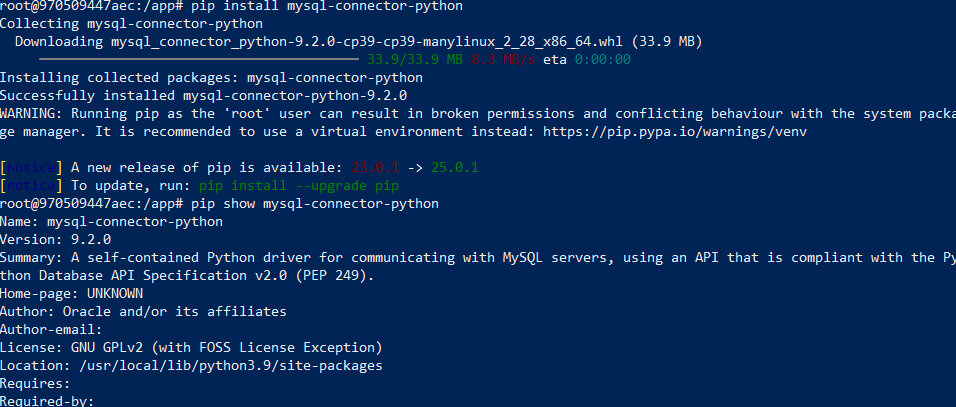 root@970509447aec:/app# pip install mysql-connector-python
Collecting mysql-connector-python
  Downloading mysql_connector_python-9.2.0-cp39-cp39-manylinux_2_28_x86_64.whl (33.9 MB)
33.9/33.9 MB 8.3 MB/s eta 0:00:00
Installing collected packages: mysql-connector-python
Successfully installed mysql-connector-python-9.2.0
WARNING: Running pip as the 'root' user can result in broken permissions and conflicting behaviour with the system packa
ge manager. It is recommended to use a virtual environment instead: https://pip.pypa.io/warnings/venv
[notice] A new release of pip is available: 23.0.1 -> 25.0.1
[notice] To update, run: pip install --upgrade pip
root@970509447aec:/app# pip show mysql-connector-python
Name: mysql-connector-python
Version: 9.2.0
Summary: A self-contained Python driver for communicating with MySQL servers, using an API that is compliant with the Py
thon Database API Specification v2.0 (PEP 249).
Home-page: UNKNOWN
Author: Oracle and/or its affiliates
Author-email:
License: GNU GPLv2 (with FOSS License Exception)
Location: /usr/local/lib/python3.9/site-packages
Requires:
Required-by: